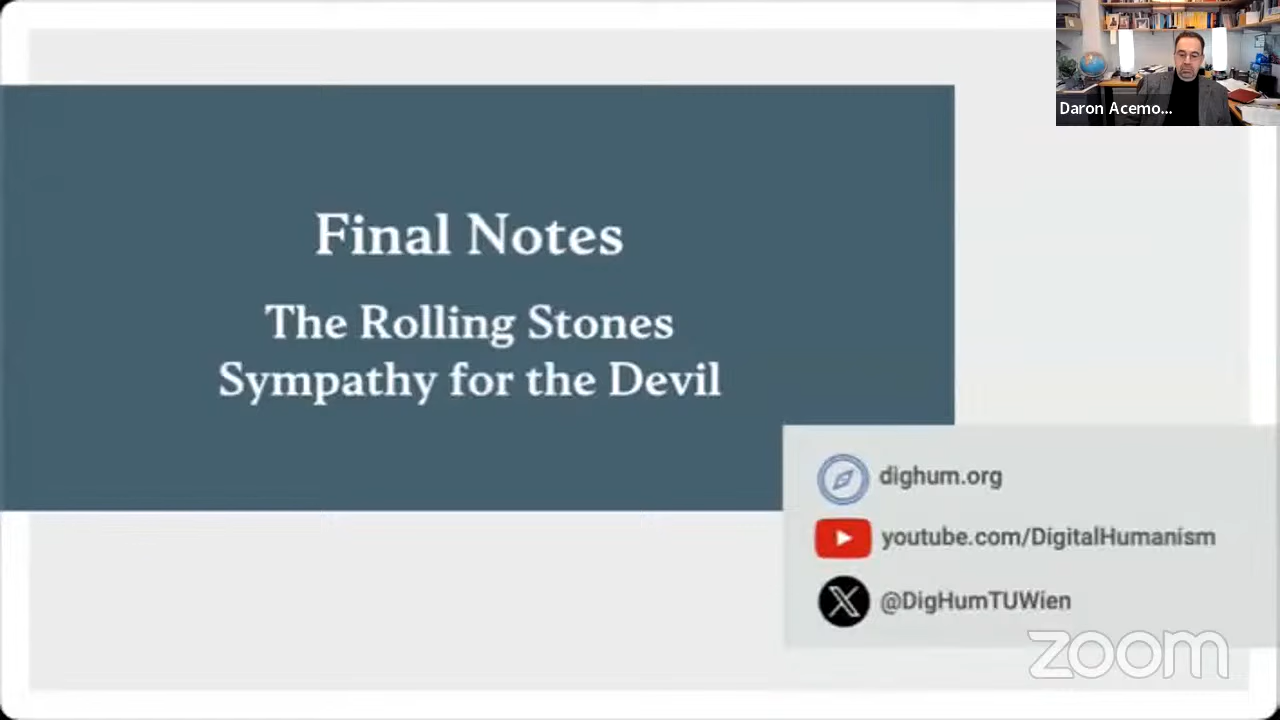 Daron Acemo...
Final Notes
The Rolling Stones
Sympathy for the Devil
dighum.org
youtube.com/DigitalHumanism
@DigHumTUWien
zoom